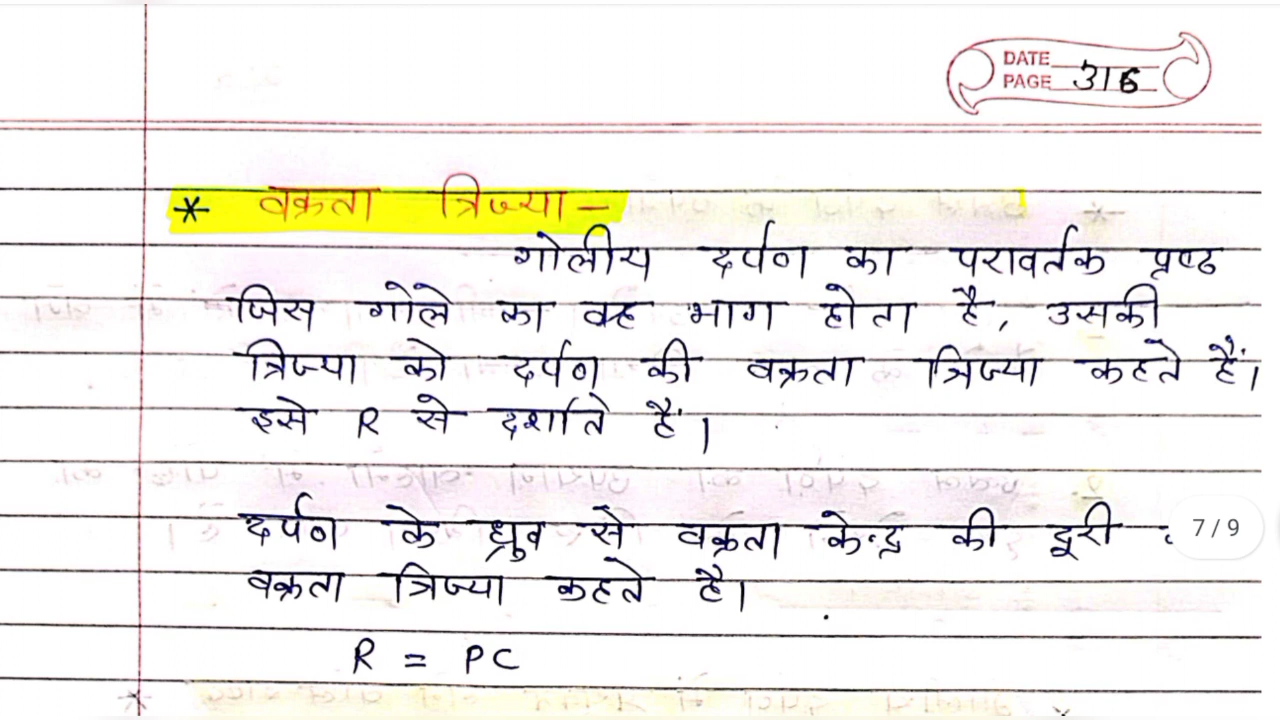 DATE
PAGE 316
* वक्रता त्रिज्या –
गोलीय दर्पण का परावर्तक पृष्ठ
जिस गोले का वह भाग होता है, उसकी
त्रिज्या को दर्पण की वक्रता त्रिज्या कहते हैं।
इसे R से दर्शाते हैं।
दर्पण के ध्रुव से वक्रता केन्द्र की दूरी
7/9
वक्रता त्रिज्या कहते है।
R = PC